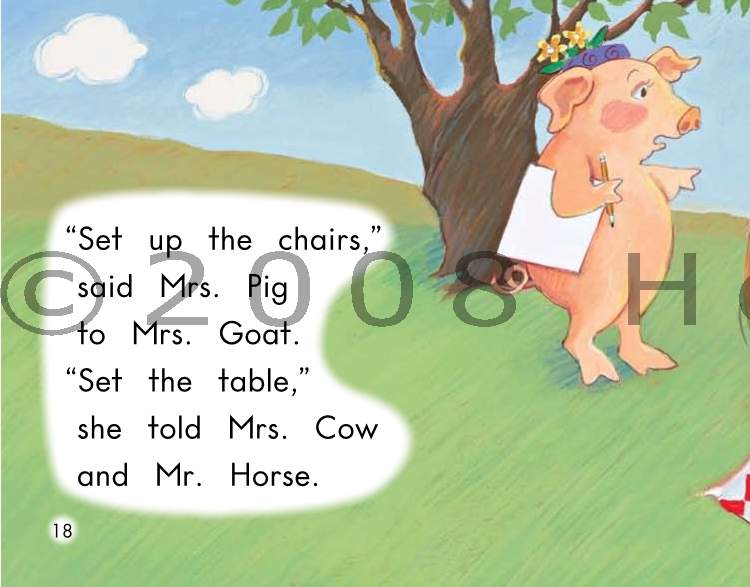 “Set up the chairs,”
said Mrs. Pig
to Mrs. Goat.
“Set the table,”
she told Mrs. Cow
and Mr. Horse.
18
© 2008 Ho